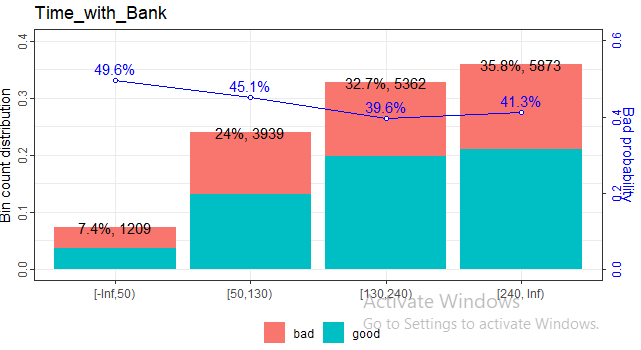 Time_with_Bank
Bin count distribution
0.4
0.3
0.2
0.1
0.0
49.6%
45.1%
39.6%
41.3%
7.4%, 1209
24%, 3939
32.7%, 5362
35.8%, 5873
0.6
0.4
0.2
0.0
Bad probability
[-Inf,50)
[50,130)
[130,240)
[240, Inf)
Activate Windows
Go to Settings to activate Windows.
bad
good